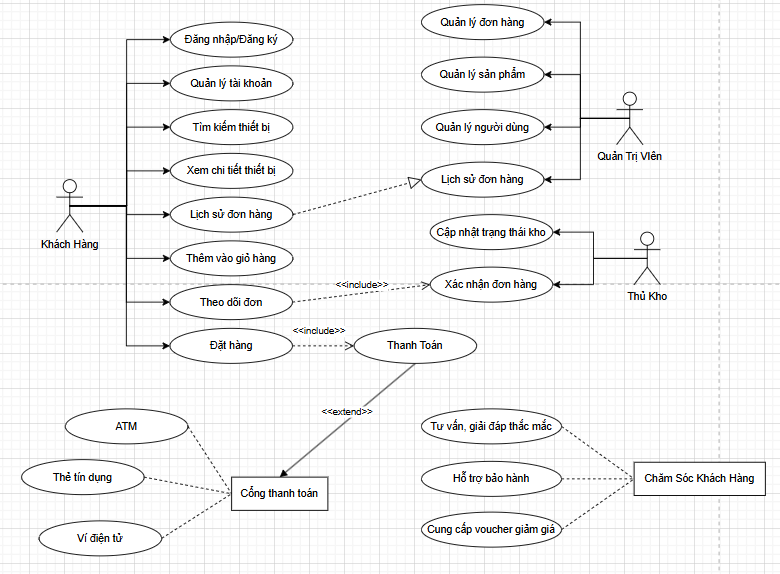 Đăng nhập/Đăng ký
Quản lý tài khoản
Tìm kiếm thiết bị
Xem chi tiết thiết bị
Lịch sử đơn hàng
Thêm vào giỏ hàng
Theo dõi đơn
Đặt hàng
Khách Hàng
Quản lý đơn hàng
Quản lý sản phẩm
Quản lý người dùng
Lịch sử đơn hàng
Quản Trị VIên
Cập nhật trạng thái kho
Xác nhận đơn hàng
Thủ Kho
<<include>>
<<include>>
Thanh Toán
<<extend>>
ATM
Thẻ tín dụng
Ví điện tử
Cổng thanh toán
Tư vấn, giải đáp thắc mắc
Hỗ trợ bảo hành
Cung cấp voucher giảm giá
Chăm Sóc Khách Hàng